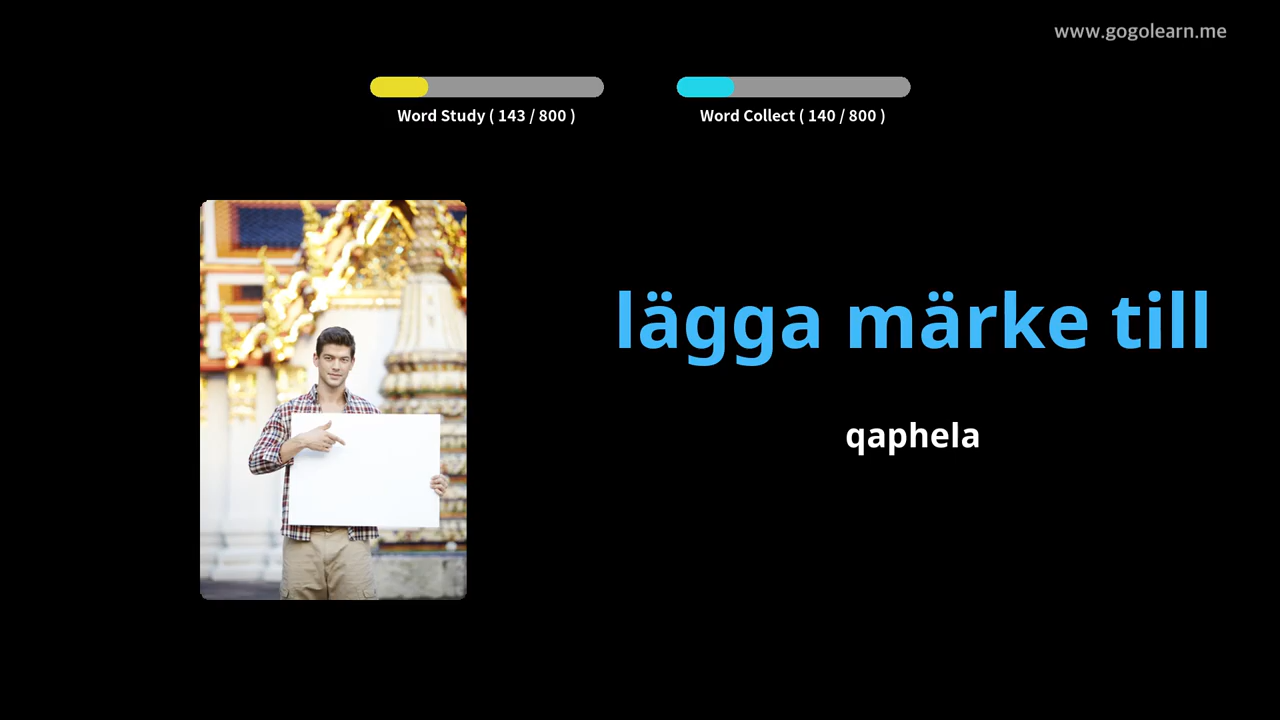 www.gogolearn.me
Word Study ( 143 / 800 )
Word Collect ( 140 / 800 )
lägga märke till
qaphela